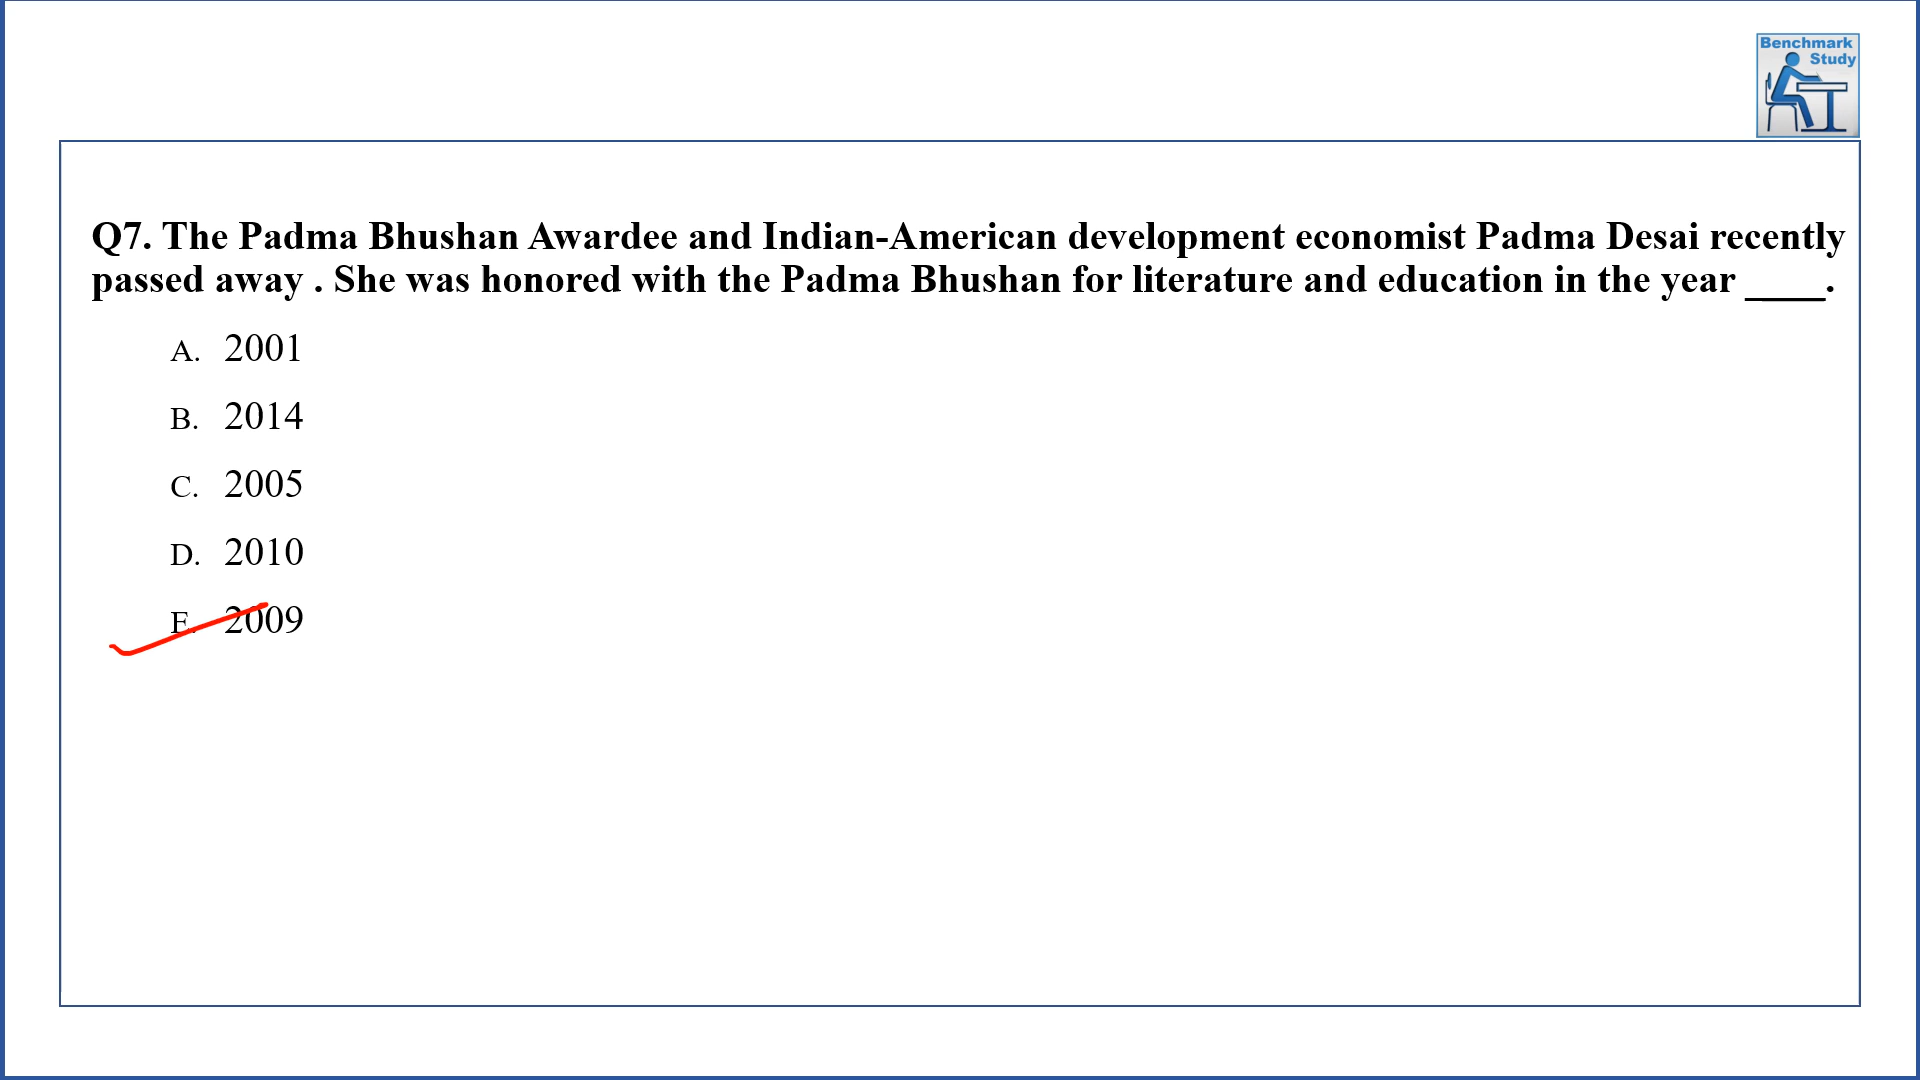 Benchmark
Study
Q7. The Padma Bhushan Awardee and Indian-American development economist Padma Desai recently
passed away . She was honored with the Padma Bhushan for literature and education in the year ____.
A. 2001
B. 2014
C. 2005
D. 2010
E. 2009